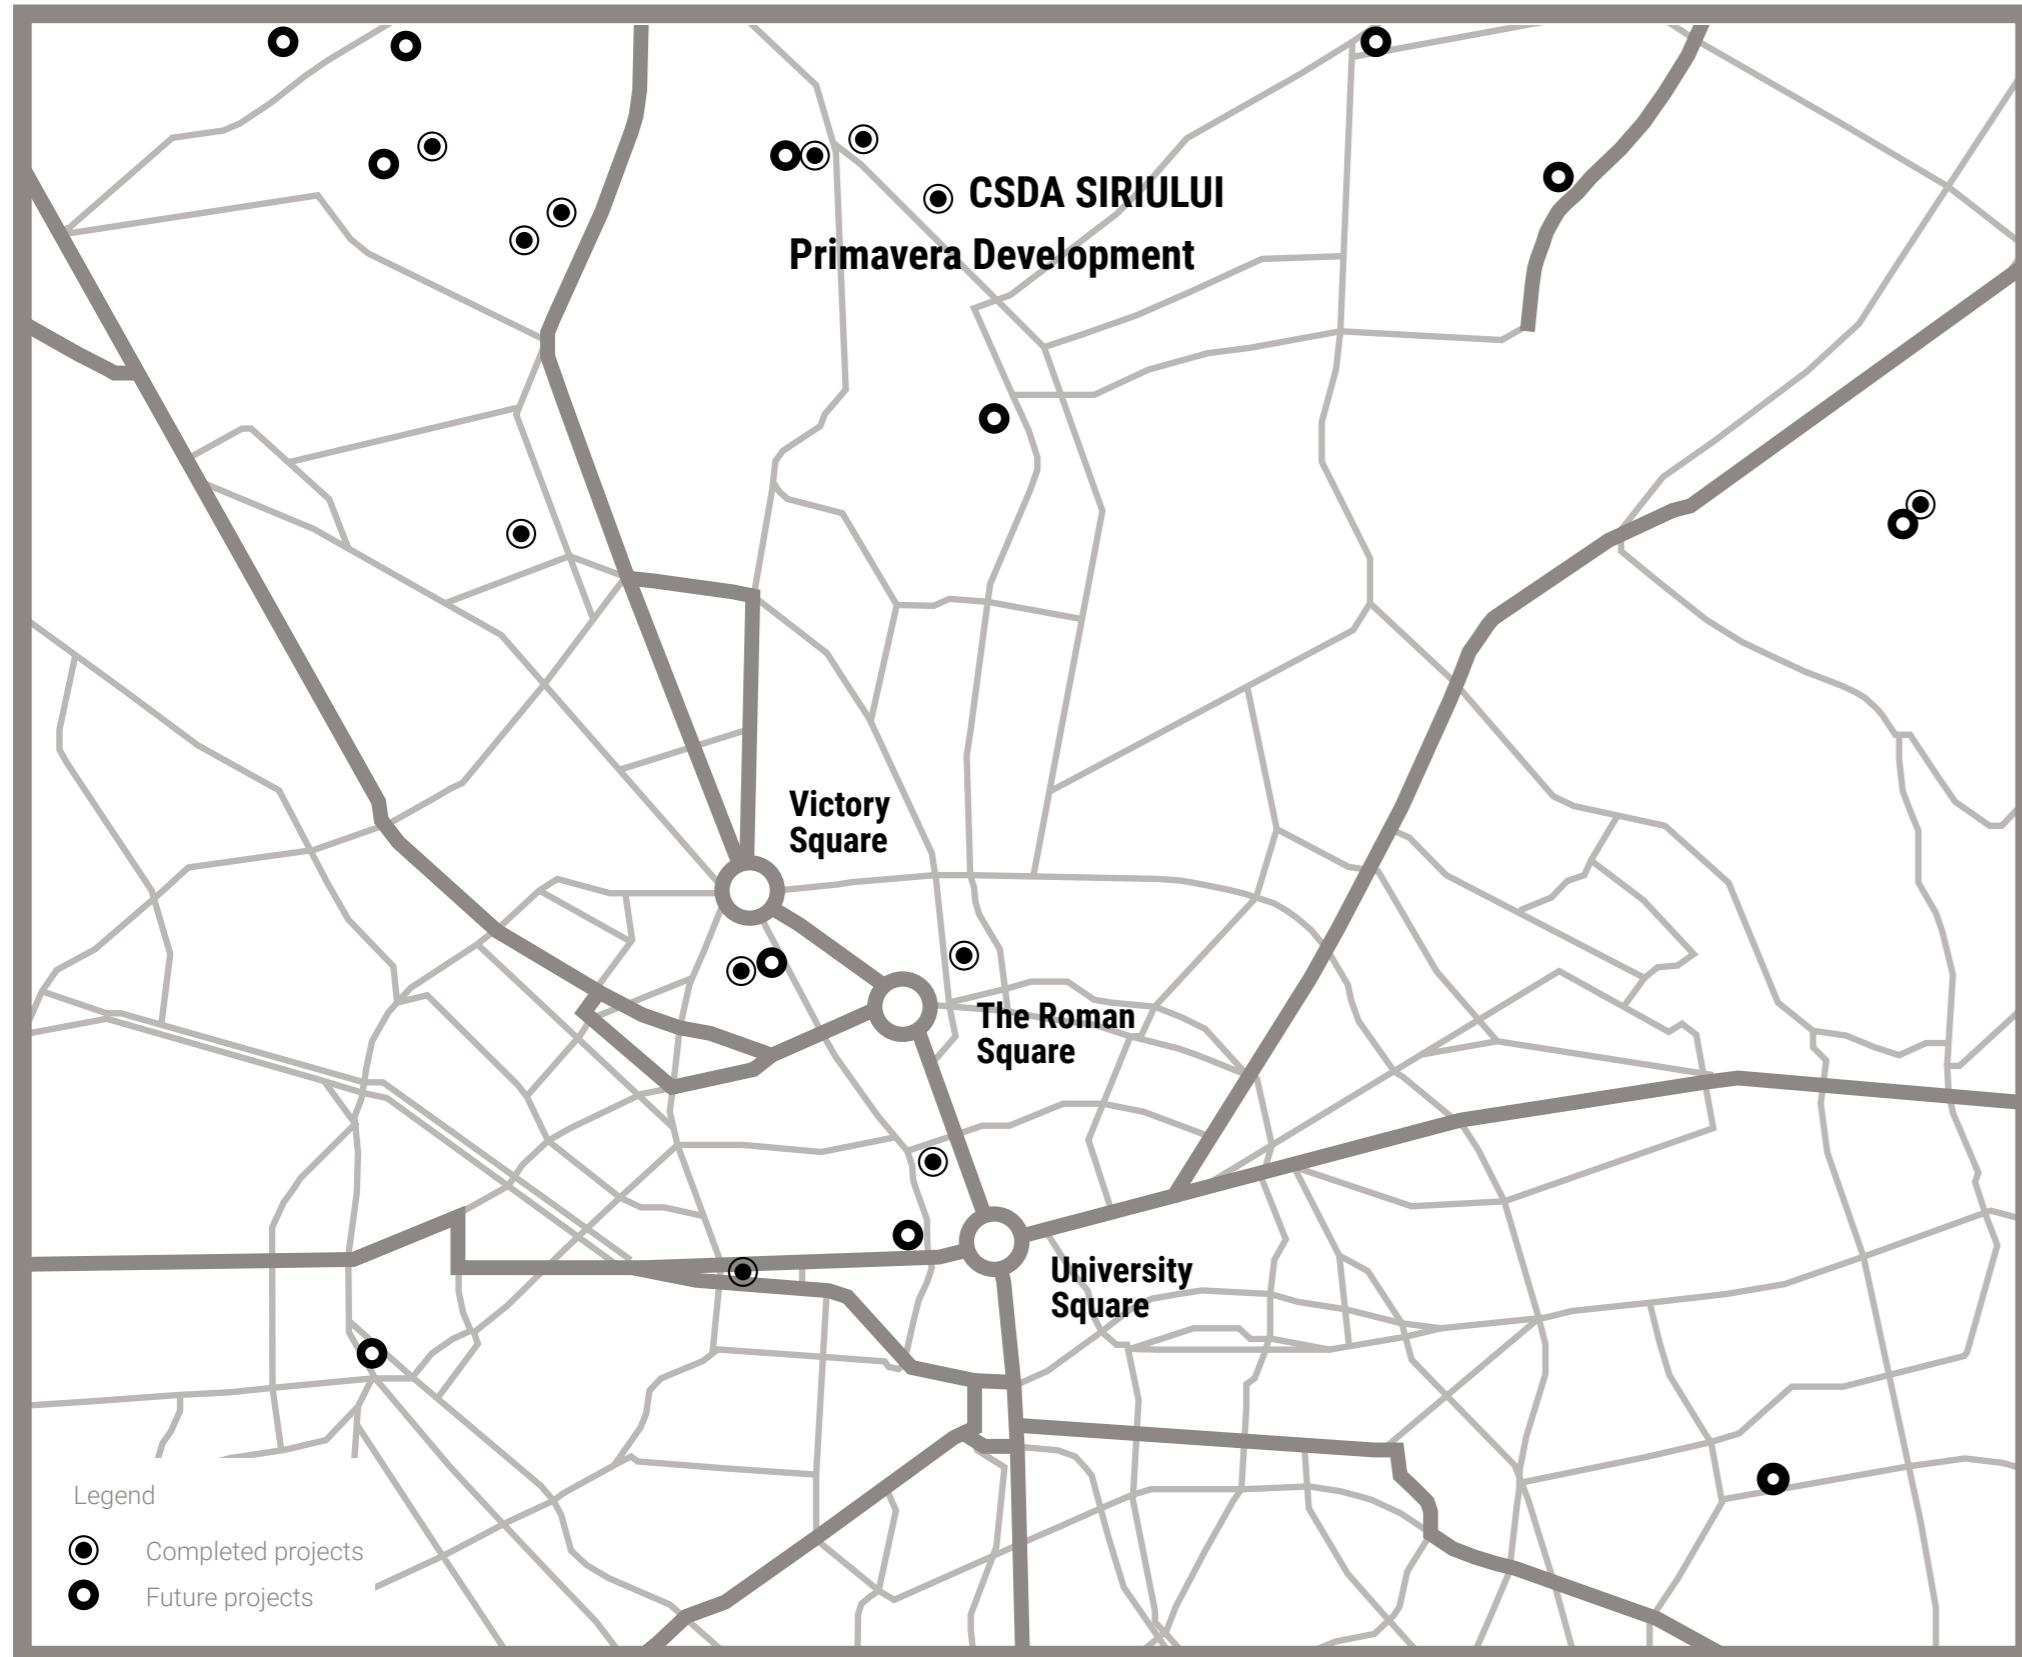 CSDA SIRIULUI
Primavera Development
Victory
Square
The Roman
Square
University
Square
Legend
Completed projects
Future projects